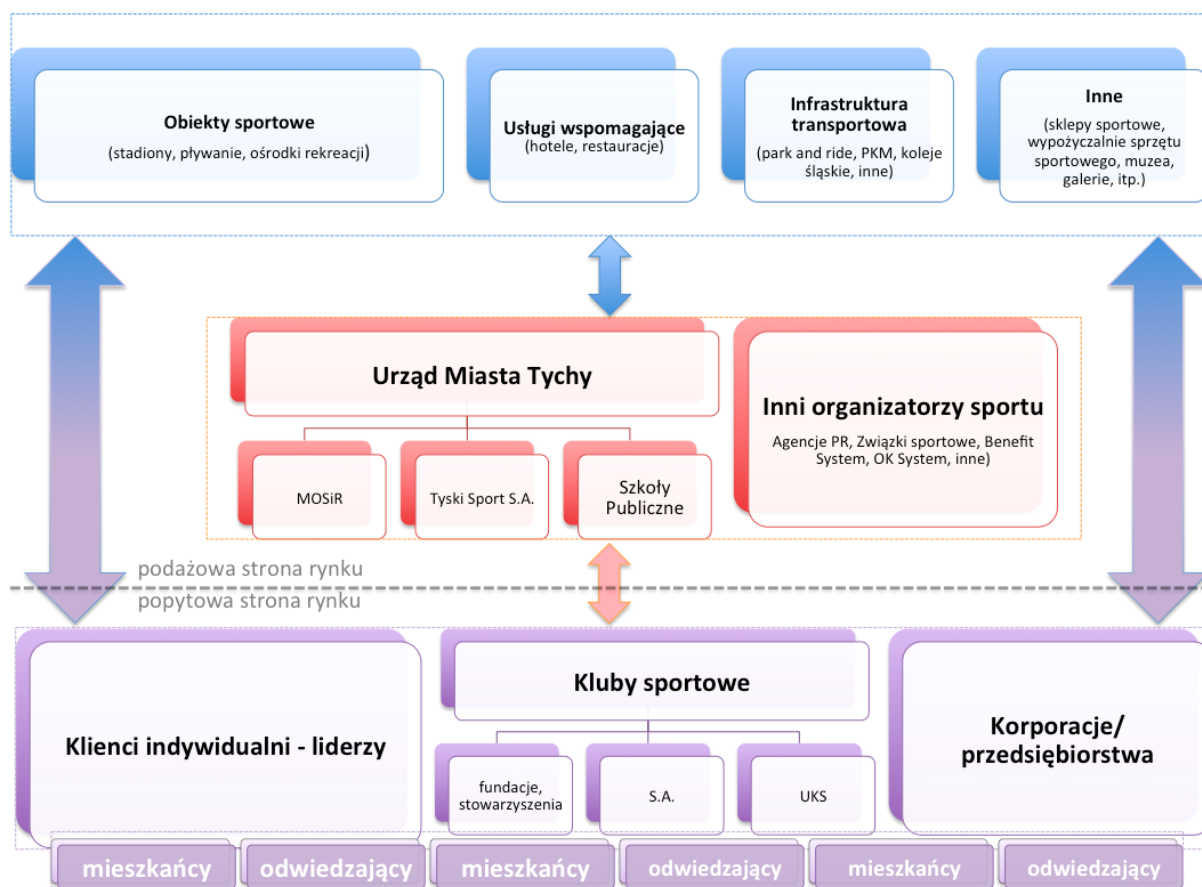 Obiekty sportowe
(stadiony, pływanie, ośrodki rekreacji)
Usługi wspomagające
(hotele, restauracje)
Infrastruktura
transportowa
(park and ride, PKM, koleje
śląskie, inne)
Inne
(sklepy sportowe,
wypożyczalnie sprzętu
sportowego, muzea,
galerie, itp.)
Urząd Miasta Tychy
MOSiR
Tyski Sport S.A.
Szkoły
Publiczne
Inni organizatorzy sportu
Agencje PR, Związki sportowe, Benefit
System, OK System, inne)
podażowa strona rynku
popytowa strona rynku
Klienci indywidualni - liderzy
Kluby sportowe
fundacje,
stowarzyszenia
S.A.
UKS
Korporacje/
przedsiębiorstwa
mieszkańcy
odwiedzający
mieszkańcy
odwiedzający
mieszkańcy
odwiedzający